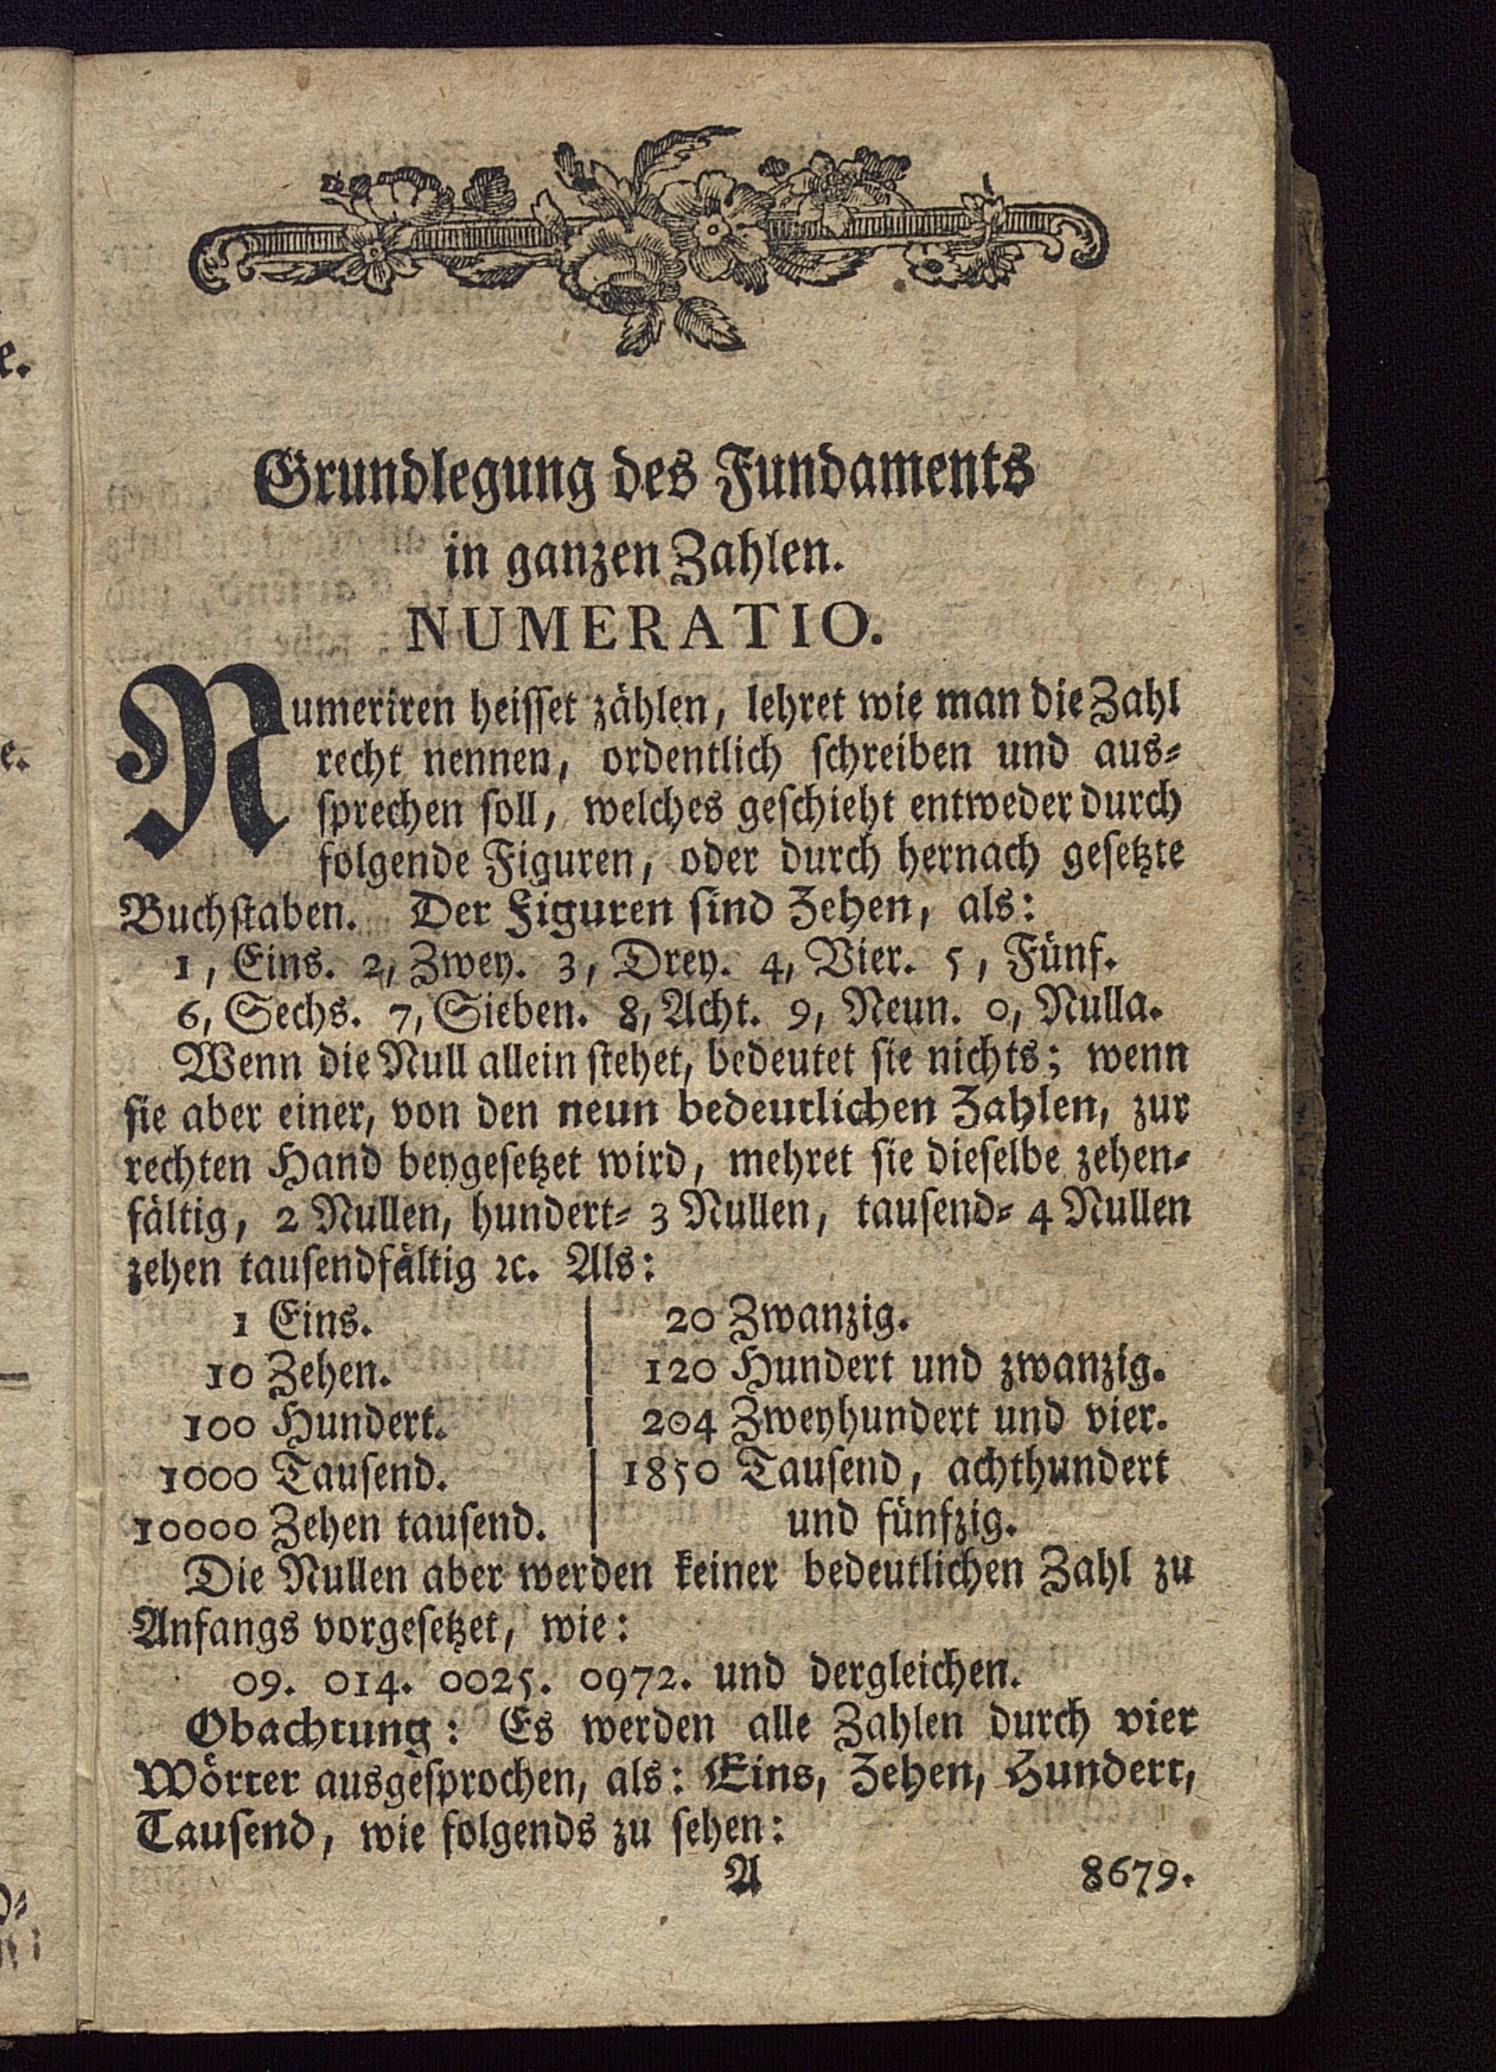 Grundlegung des Fundaments
in ganzen Zahlen.
NUMERATIO.
Numeriren heisset zählen, lehret wie man die Zahl
recht nennen, ordentlich schreiben und aus-
sprechen soll, welches geschieht entweder durch
folgende Figuren, oder durch hernach gesetzte
Buchstaben. Der Figuren sind Zehen, als:
1, Eins. 2, Zwey. 3, Drey. 4, Vier. 5, Fünf.
6, Sechs. 7, Sieben. 8, Acht. 9, Neun. 0, Nulla.
Wenn die Null allein stehet, bedeutet sie nichts; wenn
sie aber einer, von den neun bedeutlichen Zahlen, zur
rechten Hand beygesetzet wird, mehret sie dieselbe zehen-
fältig, 2 Nullen, hundert- 3 Nullen, tausend- 4 Nullen
zehen tausendfältig ꝛc. Als:
1 Eins.
10 Zehen.
100 Hundert.
1000 Tausend.
10000 Zehen tausend.
20 Zwanzig.
120 Hundert und zwanzig.
204 Zweyhundert und vier.
1850 Tausend, achthundert
und fünfzig.
Die Nullen aber werden keiner bedeutlichen Zahl zu
Anfangs vorgesetzet, wie:
09. 014. 0025. 0972. und dergleichen.
Obachtung: Es werden alle Zahlen durch vier
Wörter ausgesprochen, als: Eins, Zehen, Hundert,
Tausend, wie folgends zu sehen:
A 8679.